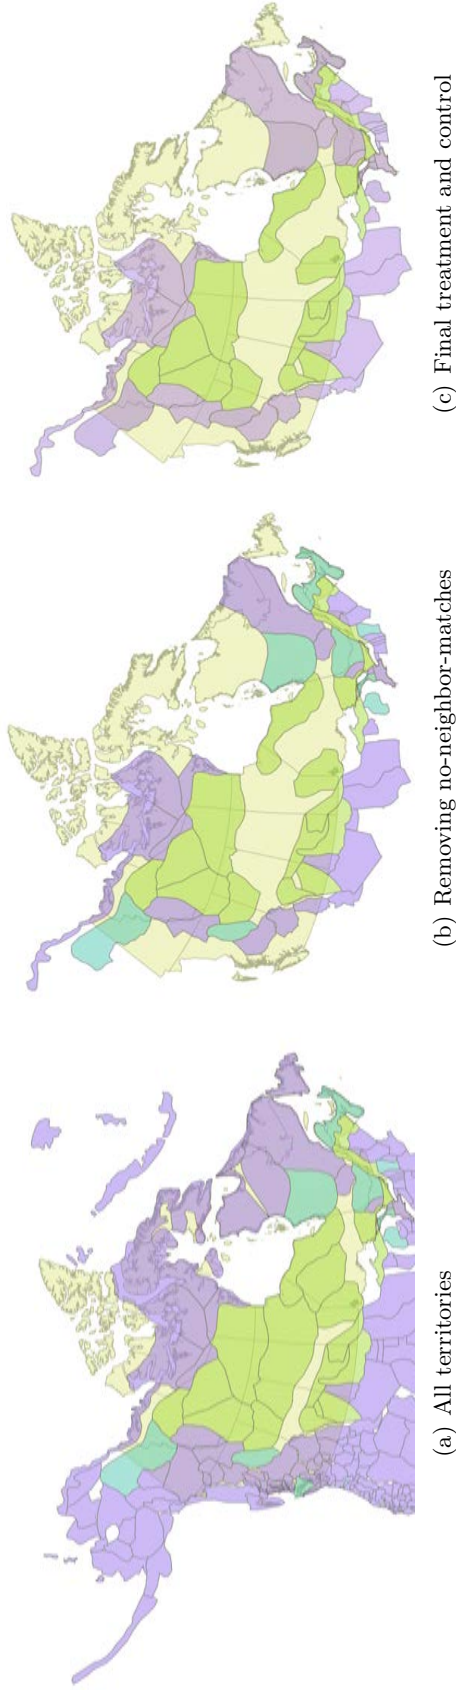 (a) All territories
(b) Removing no-neighbor-matches
(c) Final treatment and control